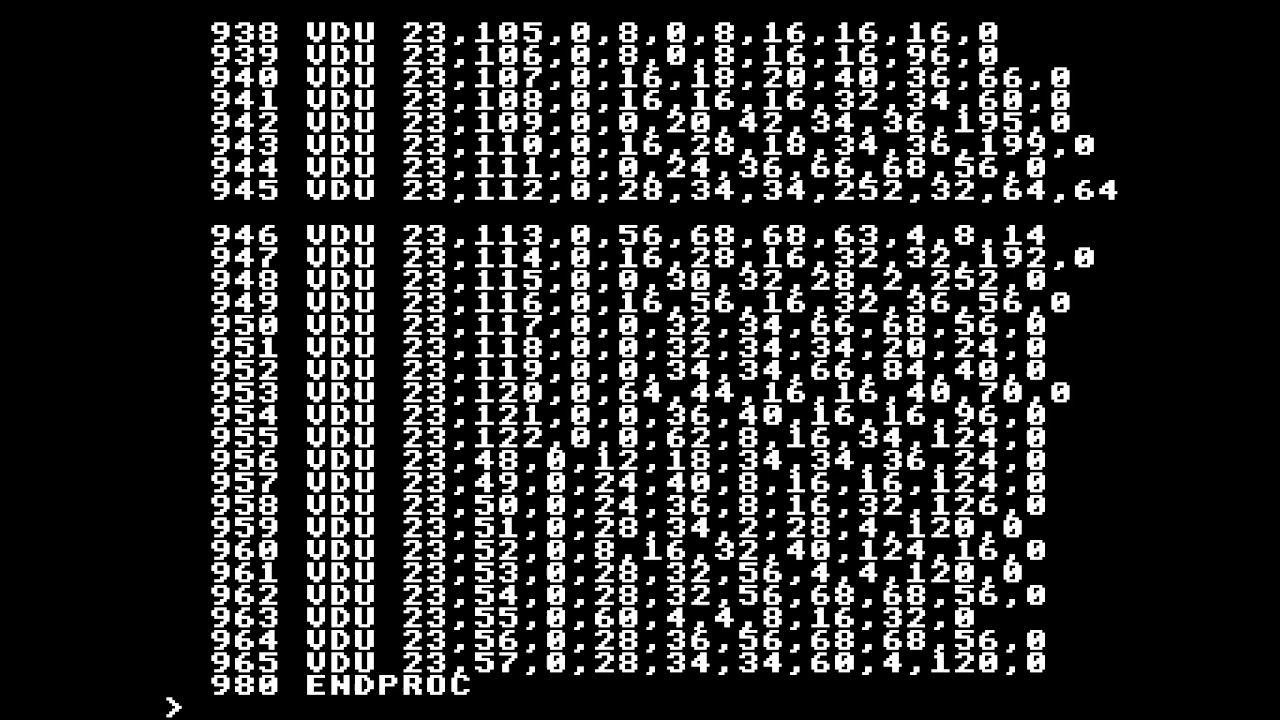 938 VDU 23,105,0,8,0,8,16,16,16,0
939 VDU 23,106,0,8,0,8,16,16,96,0
940 VDU 23,107,0,16,18,20,40,36,66,0
941 VDU 23,108,0,16,16,16,32,34,60,0
942 VDU 23,109,0,0,20,42,34,36,195,0
943 VDU 23,110,0,16,28,18,34,36,199,0
944 VDU 23,111,0,0,24,36,66,68,56,0
945 VDU 23,112,0,28,34,34,252,32,64,64
946 VDU 23,113,0,56,68,68,63,4,8,14
947 VDU 23,114,0,16,28,16,32,32,192,0
948 VDU 23,115,0,0,30,32,28,2,252,0
949 VDU 23,116,0,16,56,16,32,36,56,0
950 VDU 23,117,0,0,32,34,66,68,56,0
951 VDU 23,118,0,0,32,34,34,20,24,0
952 VDU 23,119,0,0,34,34,66,84,40,0
953 VDU 23,120,0,64,44,16,16,40,70,0
954 VDU 23,121,0,0,36,40,16,16,96,0
955 VDU 23,122,0,0,62,8,16,34,124,0
956 VDU 23,48,0,12,18,34,34,36,24,0
957 VDU 23,49,0,24,40,8,16,16,124,0
958 VDU 23,50,0,24,36,8,16,32,126,0
959 VDU 23,51,0,28,34,2,28,4,120,0
960 VDU 23,52,0,8,16,32,40,124,16,0
961 VDU 23,53,0,28,32,56,4,4,120,0
962 VDU 23,54,0,28,32,56,68,68,56,0
963 VDU 23,55,0,60,4,4,8,16,32,0
964 VDU 23,56,0,28,36,56,68,68,56,0
965 VDU 23,57,0,28,34,34,60,4,120,0
980 ENDPROC
>